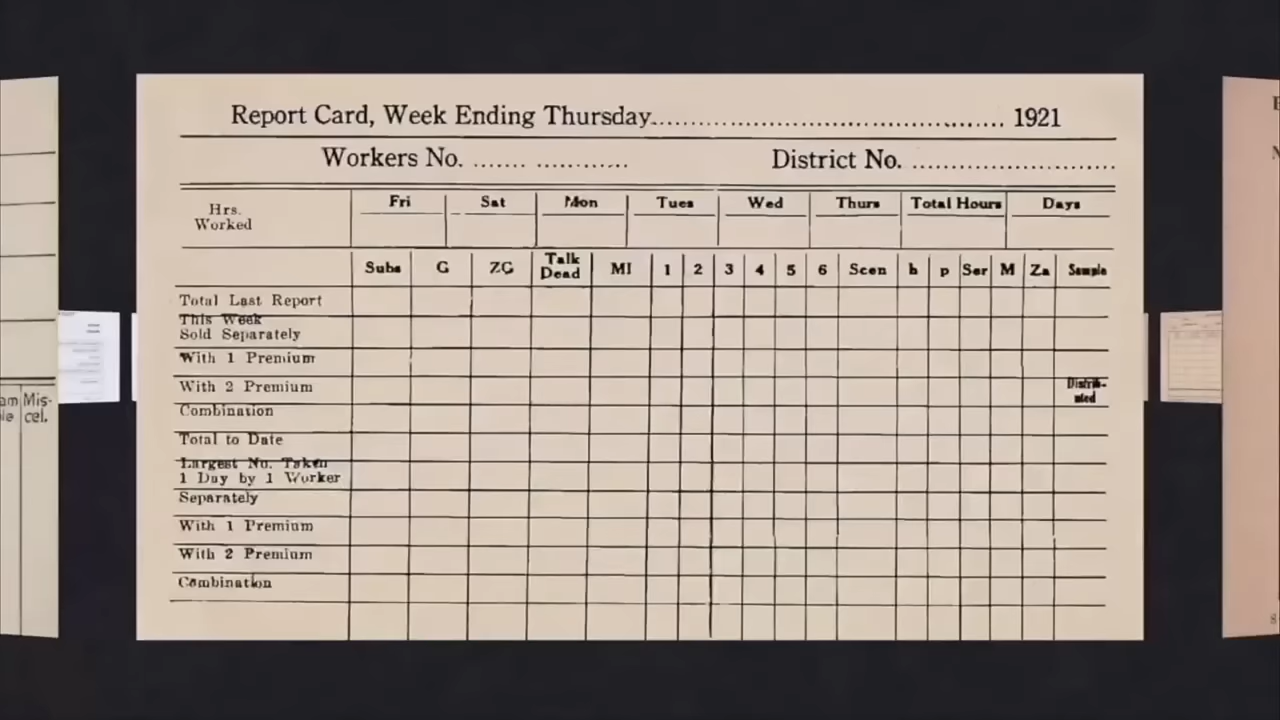 Report Card, Week Ending Thursday........................................ 1921
Workers No. ....... ............ District No. .........................
Hrs. Worked Fri Sat Mon Tues Wed Thurs Total Hours Days
Subs G ZG Talk Dead MI 1 2 3 4 5 6 Scen h p Ser M Za Sample
Total Last Report
This Week
Sold Separately
With 1 Premium
With 2 Premium
Combination
Total to Date
Largest No. Taken
1 Day by 1 Worker
Separately
With 1 Premium
With 2 Premium
Combination
Mis-
cel.